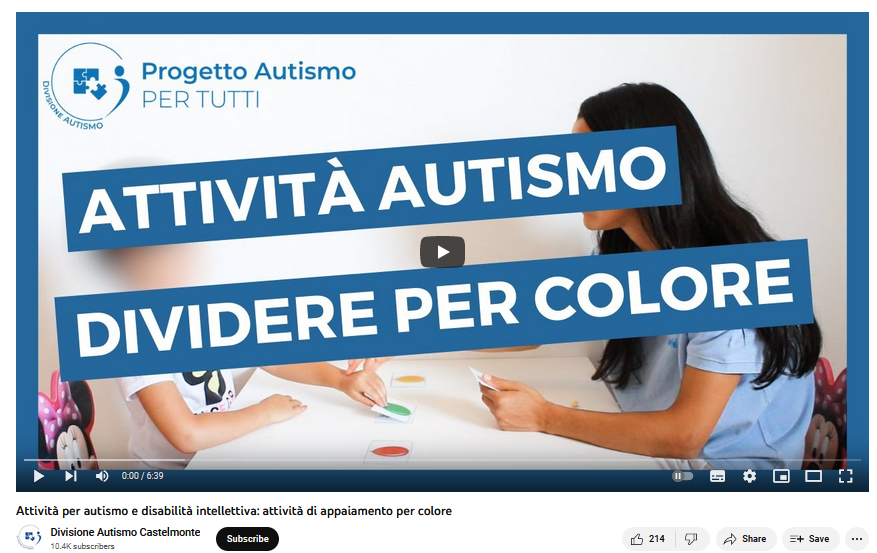 Progetto Autismo
PER TUTTI
DIVISIONE AUTISMO
ATTIVITÀ AUTISMO
DIVIDERE PER COLORE
0:00 / 6:39
Attività per autismo e disabilità intellettiva: attività di appaiamento per colore
Divisione Autismo Castelmonte
10.4K subscribers
Subscribe
214
Share
Save